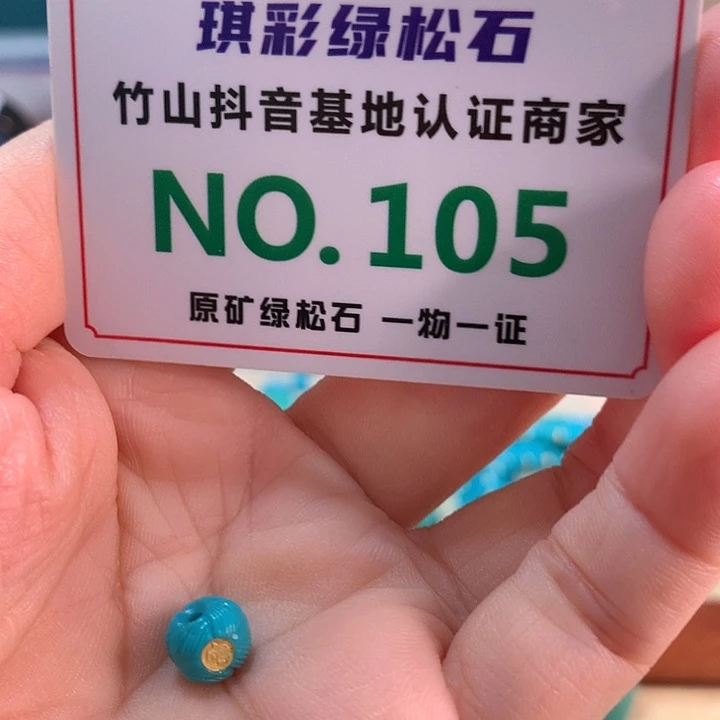 琪彩绿松石
竹山抖音基地认证商家
NO.105
原矿绿松石 一物一证